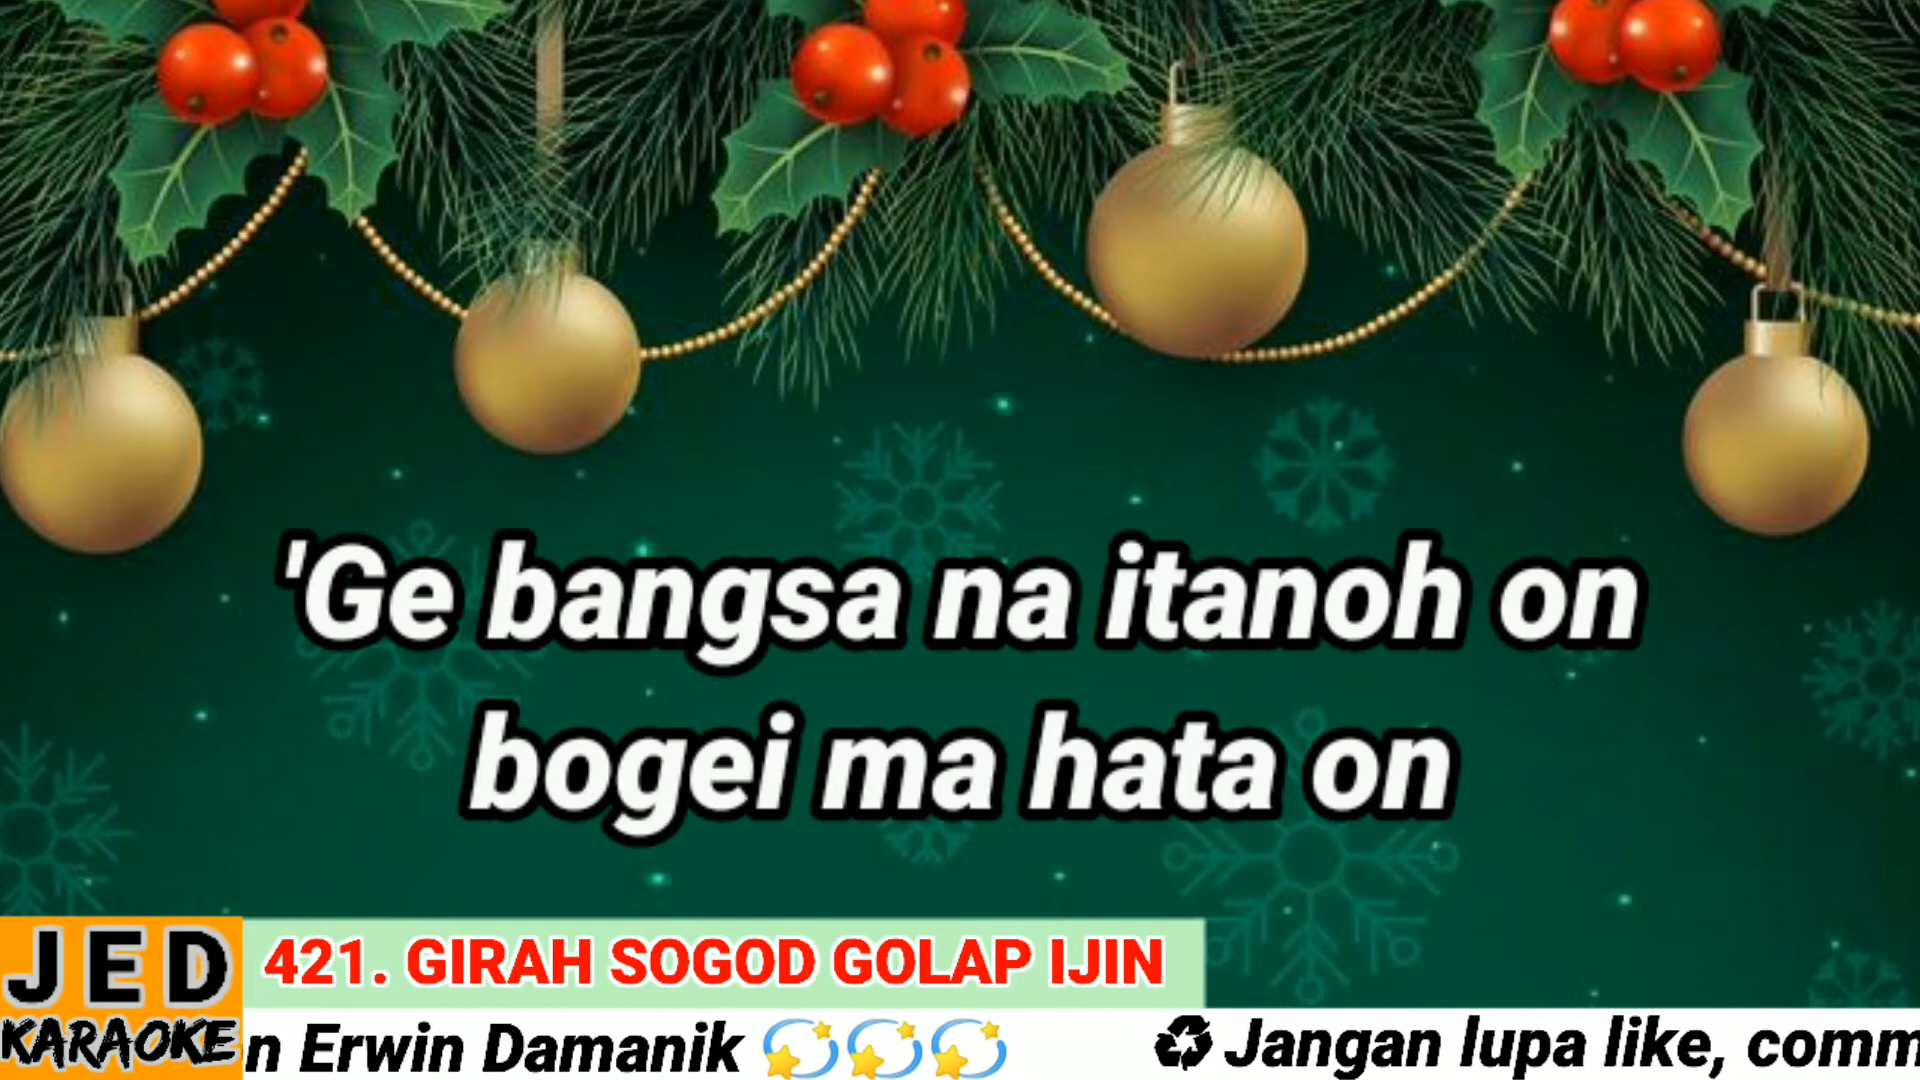 'Ge bangsa na itanoh on
bogei ma hata on
JED
KARAOKE
421. GIRAH SOGOD GOLAP IJIN
n Erwin Damanik 💫💫💫 ♻ Jangan lupa like, comm